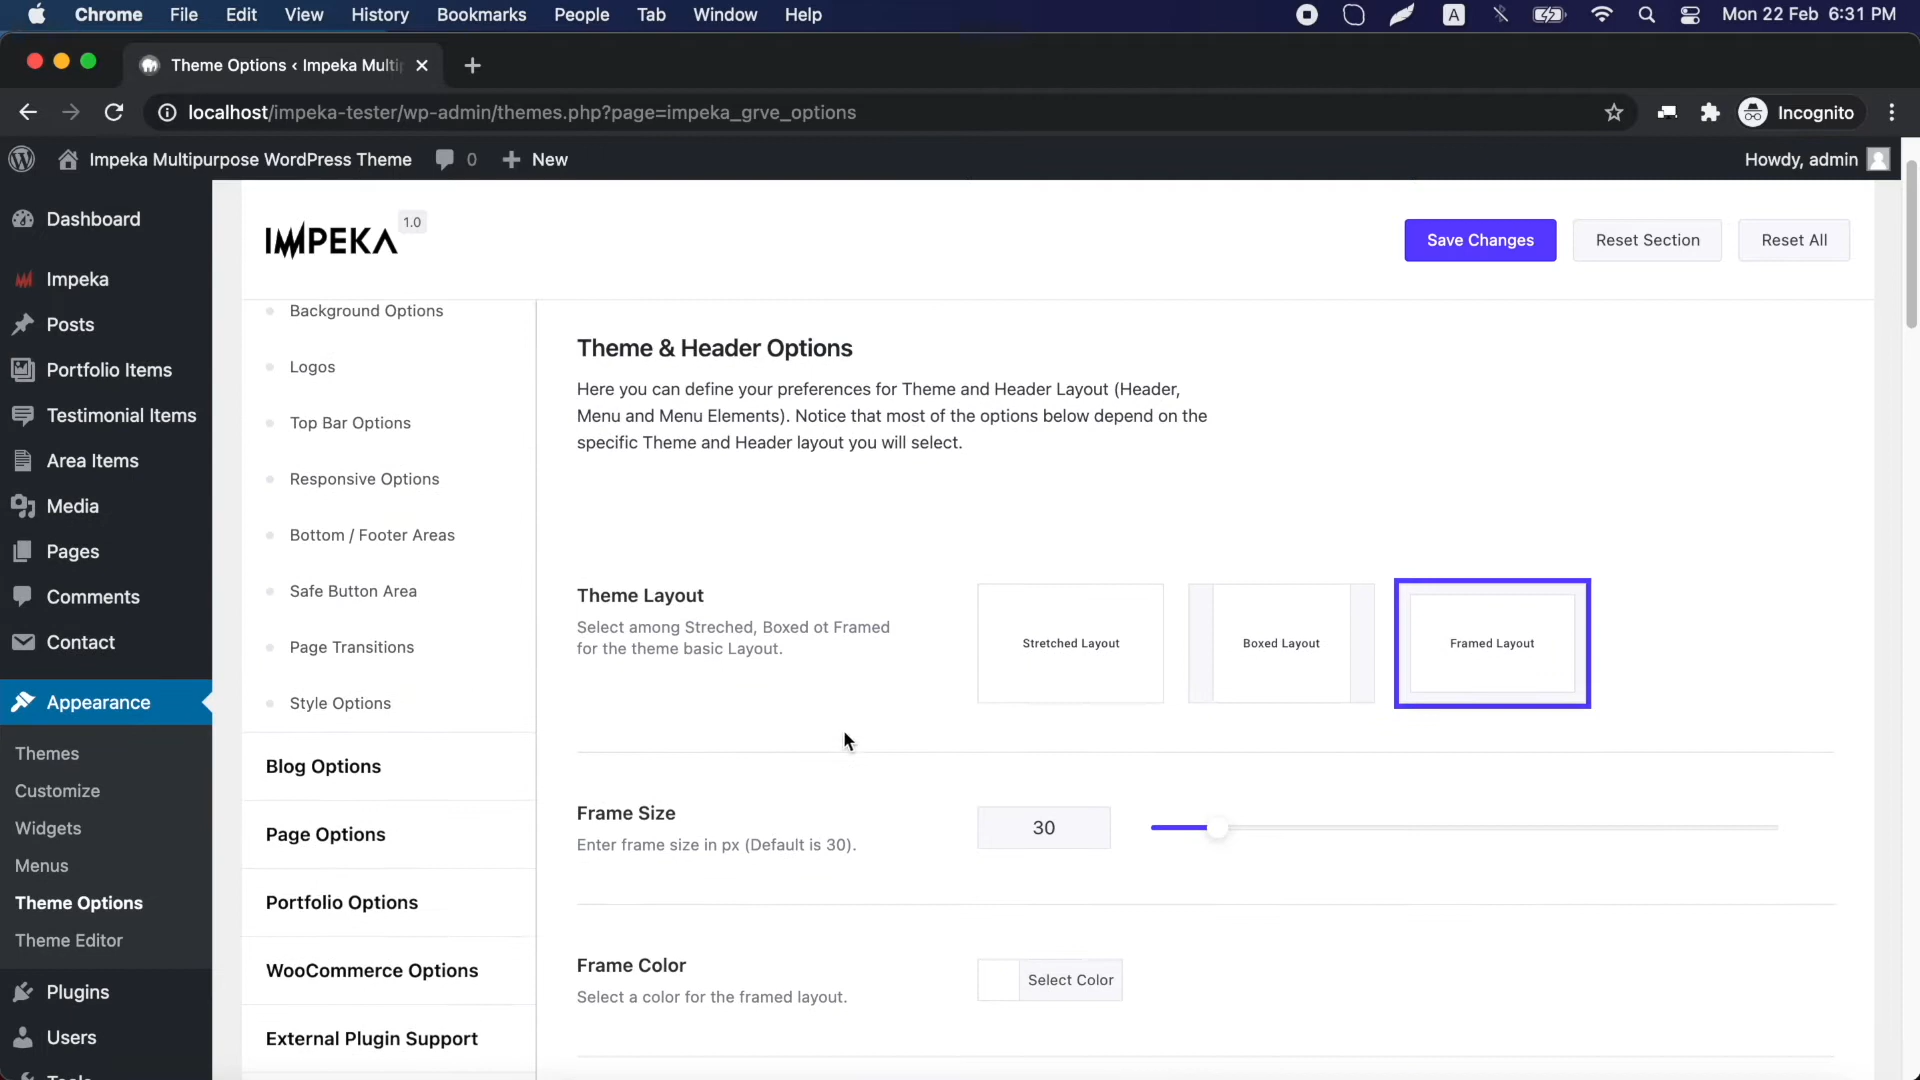 Chrome File Edit View History Bookmarks People Tab Window Help A Mon 22 Feb 6:31 PM
Theme Options ‹ Impeka Multi
localhost/impeka-tester/wp-admin/themes.php?page=impeka_grve_options Incognito
Impeka Multipurpose WordPress Theme 0 New Howdy, admin
Dashboard
Impeka
Posts
Portfolio Items
Testimonial Items
Area Items
Media
Pages
Comments
Contact
Appearance
Themes
Customize
Widgets
Menus
Theme Options
Theme Editor
Plugins
Users
Tools
IMPEKA 1.0
Save Changes Reset Section Reset All
Background Options
Logos
Top Bar Options
Responsive Options
Bottom / Footer Areas
Safe Button Area
Page Transitions
Style Options
Blog Options
Page Options
Portfolio Options
WooCommerce Options
External Plugin Support
Theme & Header Options
Here you can define your preferences for Theme and Header Layout (Header,
Menu and Menu Elements). Notice that most of the options below depend on the
specific Theme and Header layout you will select.
Theme Layout
Select among Streched, Boxed ot Framed
for the theme basic Layout.
Stretched Layout Boxed Layout Framed Layout
Frame Size
Enter frame size in px (Default is 30).
30
Frame Color
Select a color for the framed layout.
Select Color